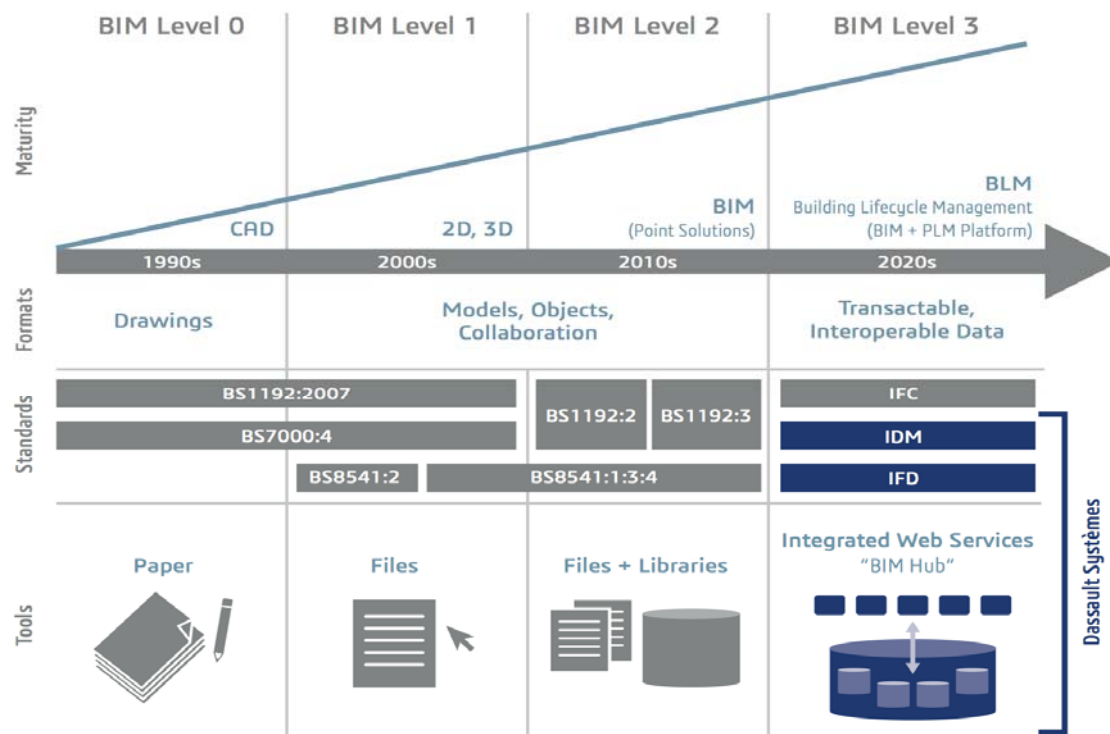 BIM Level 0
BIM Level 1
BIM Level 2
BIM Level 3
Maturity
CAD
2D, 3D
BIM
(Point Solutions)
BLM
Building Lifecycle Management
(BIM + PLM Platform)
1990s
2000s
2010s
2020s
Formats
Drawings
Models, Objects,
Collaboration
Transactable,
Interoperable Data
Standards
BS1192:2007
BS7000:4
BS8541:2
BS8541:1:3:4
BS1192:2
BS1192:3
IFC
IDM
IFD
Tools
Paper
Files
Files + Libraries
Integrated Web Services
“BIM Hub”
Dassault Systèmes